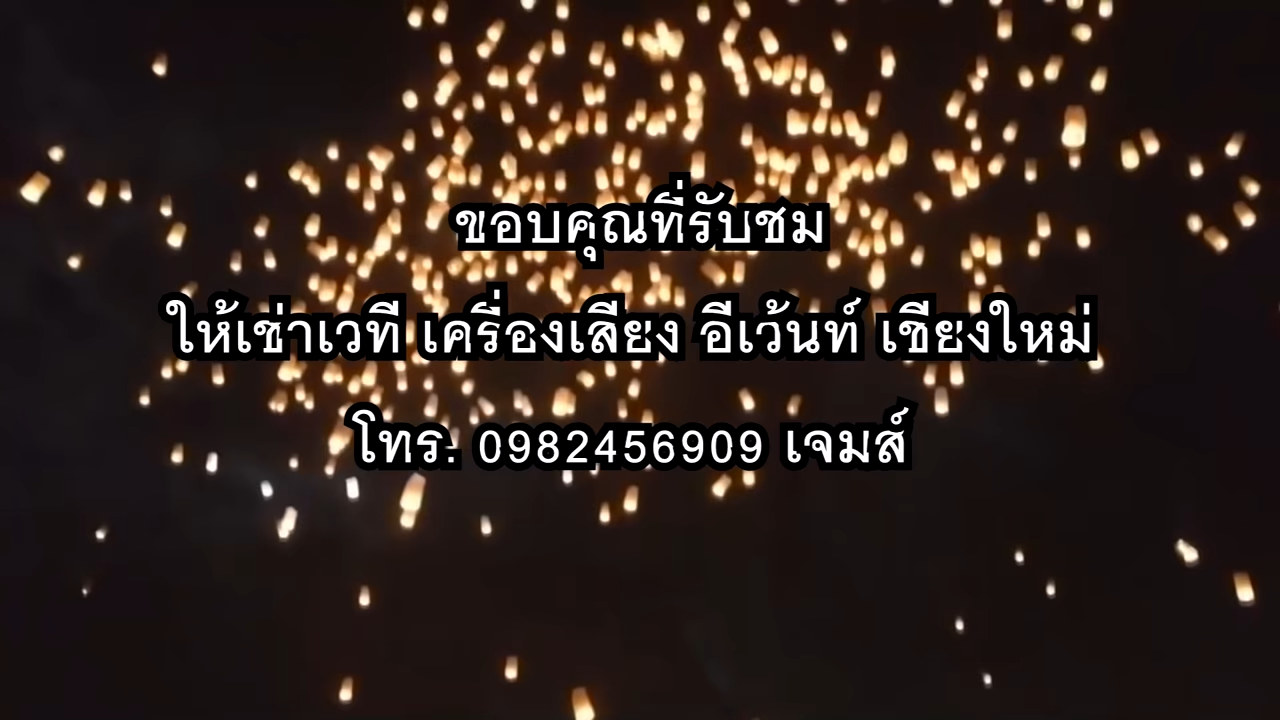 ขอบคุณที่รับชม
ให้เช่าเวที เครื่องเสียง อีเว้นท์ เชียงใหม่
โทร. 0982456909 เจมส์